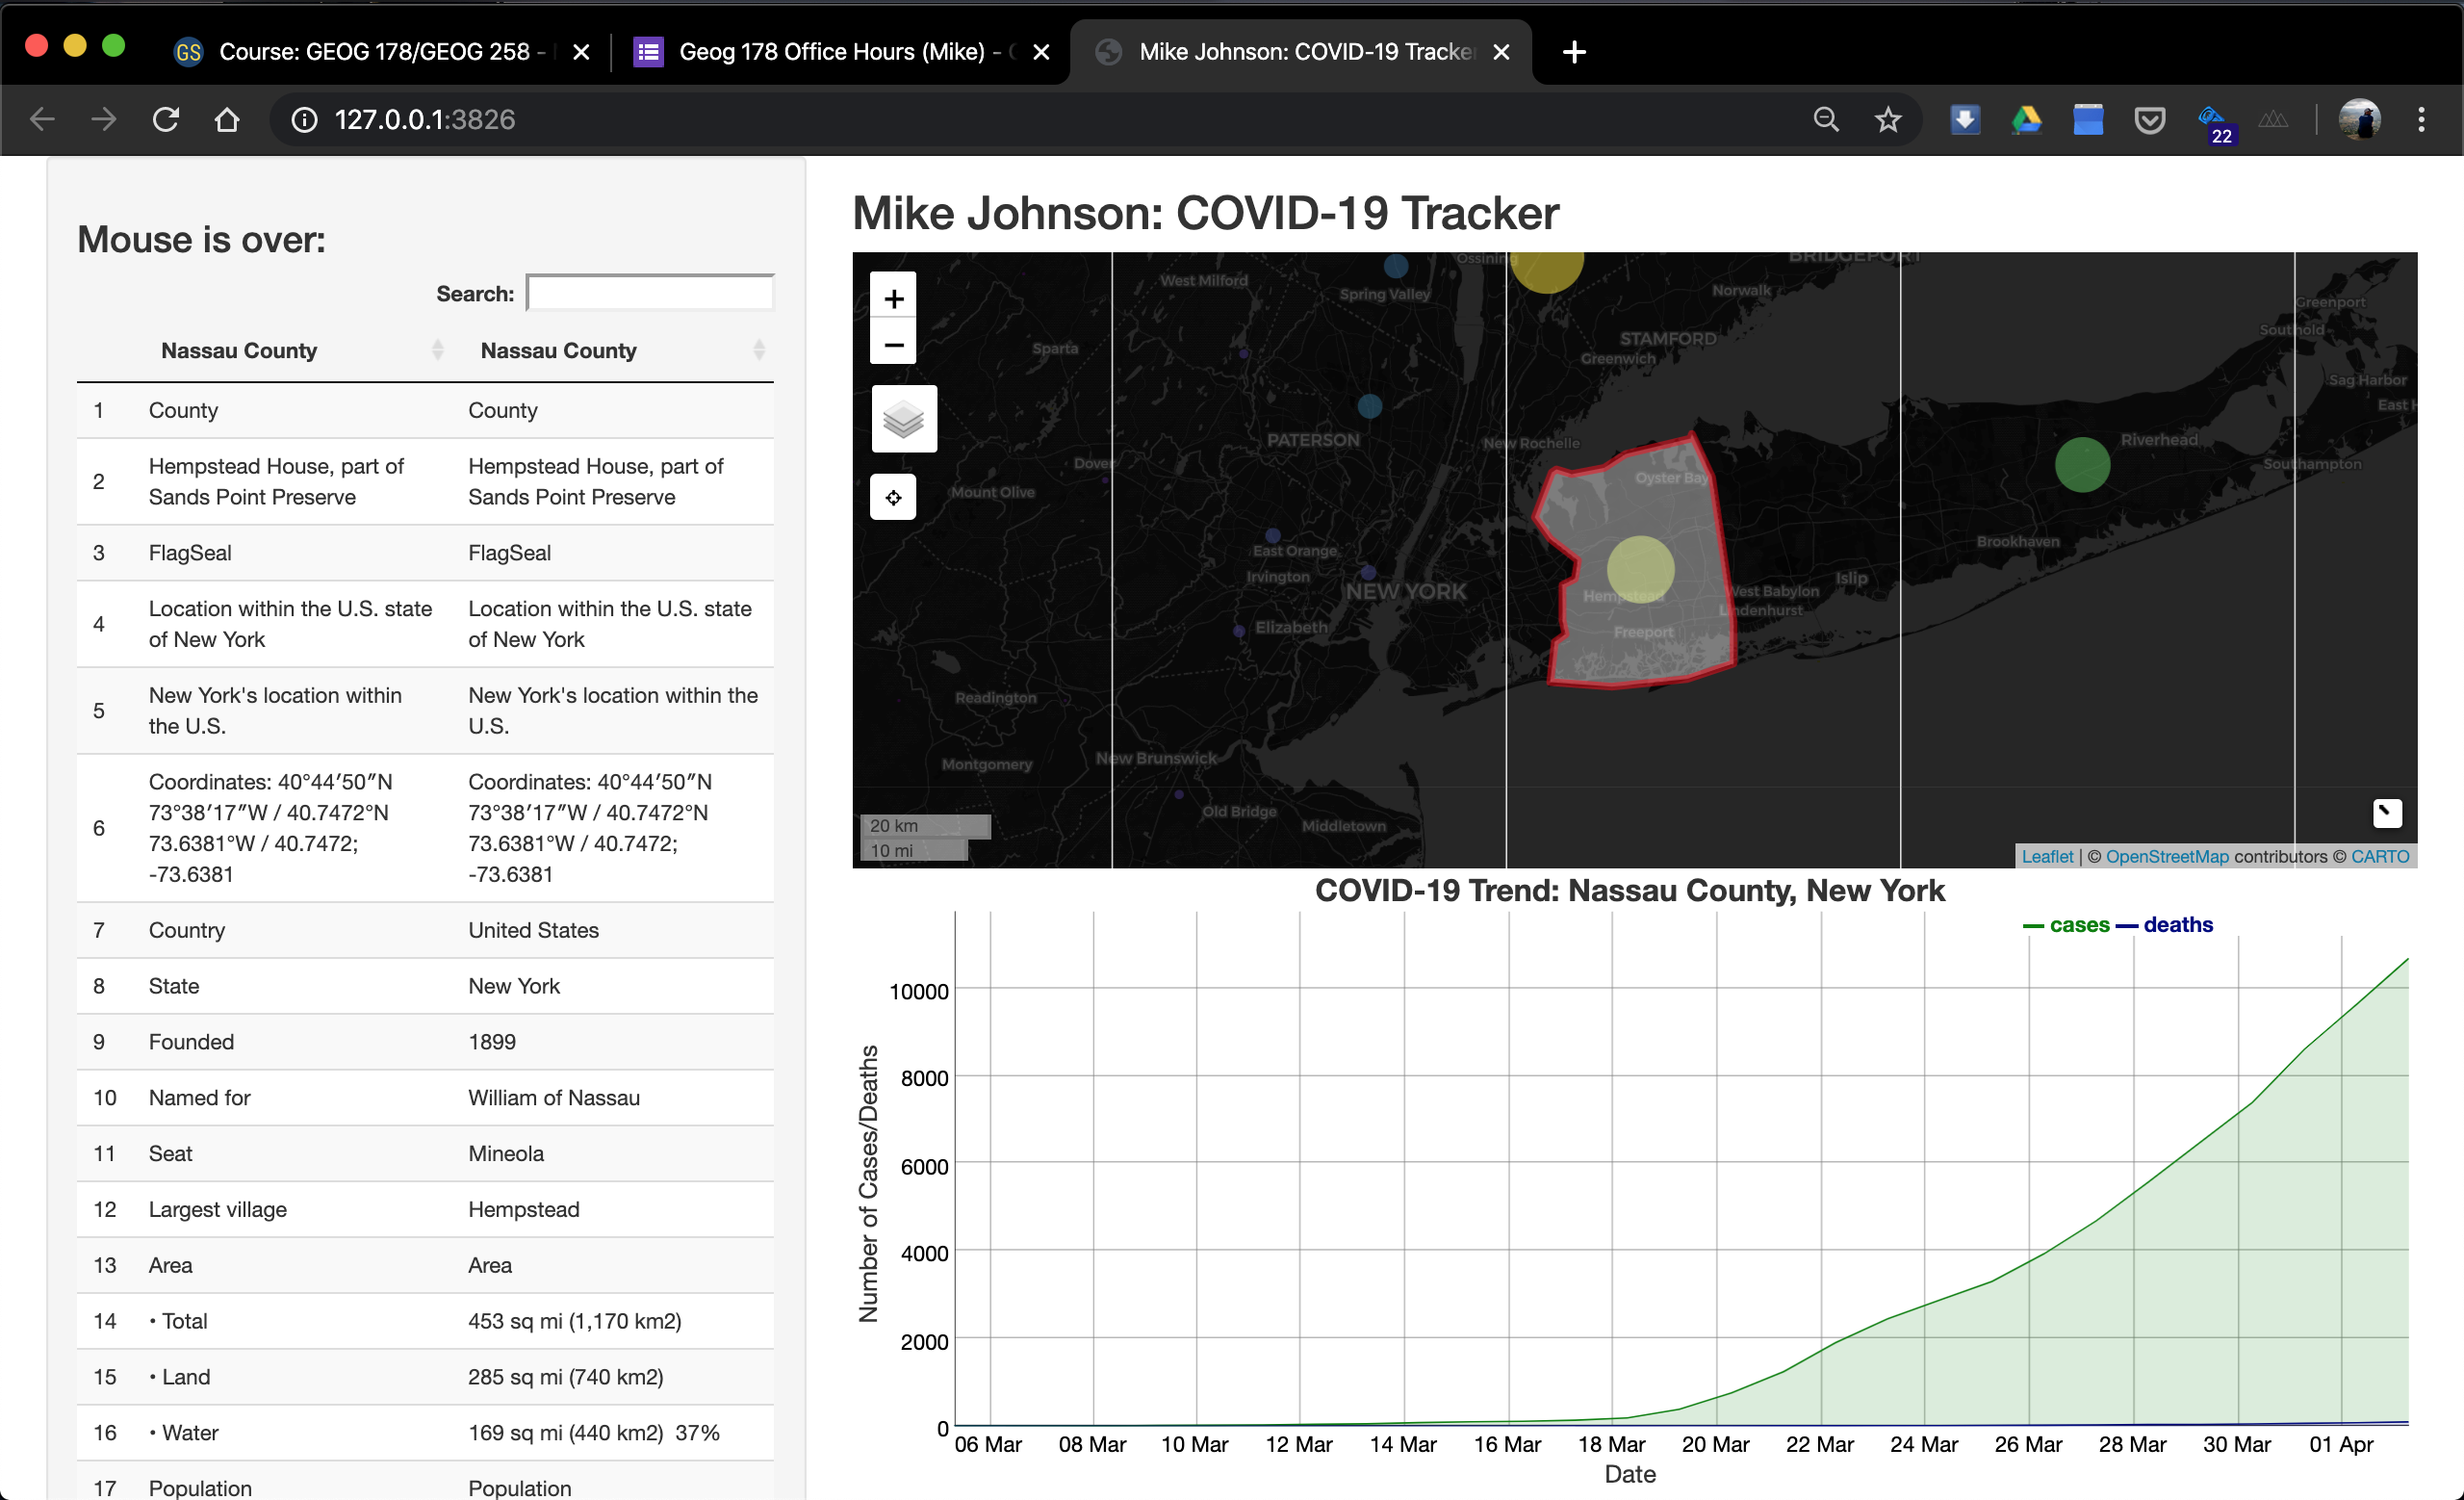 Course: GEOG 178/GEOG 258 -
Geog 178 Office Hours (Mike) -
Mike Johnson: COVID-19 Tracker
127.0.0.1:3826
22
Mouse is over:
Search:
Nassau County Nassau County
1 County County
2 Hempstead House, part of Sands Point Preserve Hempstead House, part of Sands Point Preserve
3 FlagSeal FlagSeal
4 Location within the U.S. state of New York Location within the U.S. state of New York
5 New York's location within the U.S. New York's location within the U.S.
6 Coordinates: 40°44′50″N 73°38′17″W / 40.7472°N 73.6381°W / 40.7472; -73.6381 Coordinates: 40°44′50″N 73°38′17″W / 40.7472°N 73.6381°W / 40.7472; -73.6381
7 Country United States
8 State New York
9 Founded 1899
10 Named for William of Nassau
11 Seat Mineola
12 Largest village Hempstead
13 Area Area
14 • Total 453 sq mi (1,170 km2)
15 • Land 285 sq mi (740 km2)
16 • Water 169 sq mi (440 km2) 37%
17 Population Population
Mike Johnson: COVID-19 Tracker
+
−
Ossining
BRIDGEPORT
West Milford
Spring Valley
Norwalk
Greenport
Southold
Sparta
STAMFORD
Greenwich
Sag Harbor
East H
PATERSON
New Rochelle
Riverhead
Dover
Southampton
Mount Olive
Oyster Bay
East Orange
Brookhaven
Irvington
Islip
NEW YORK
Hempstead
West Babylon
Lindenhurst
Elizabeth
Freeport
Readington
New Brunswick
Montgomery
Old Bridge
Middletown
20 km
10 mi
Leaflet | © OpenStreetMap contributors © CARTO
COVID-19 Trend: Nassau County, New York
cases deaths
Number of Cases/Deaths
10000
8000
6000
4000
2000
0
06 Mar 08 Mar 10 Mar 12 Mar 14 Mar 16 Mar 18 Mar 20 Mar 22 Mar 24 Mar 26 Mar 28 Mar 30 Mar 01 Apr
Date